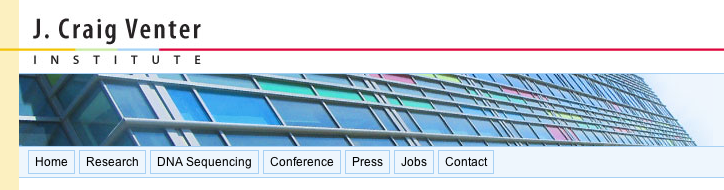 J. Craig Venter
INSTITUTE
Home Research DNA Sequencing Conference Press Jobs Contact